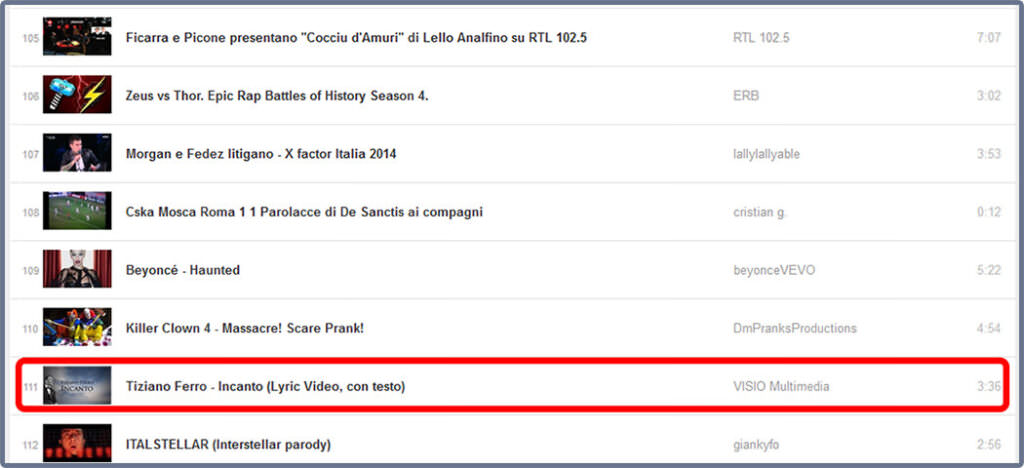 105 Ficarra e Picone presentano "Cocciu d'Amuri" di Lello Analfino su RTL 102.5 RTL 102.5 7:07
106 Zeus vs Thor. Epic Rap Battles of History Season 4. ERB 3:02
107 Morgan e Fedez litigano - X factor Italia 2014 lallylallyable 3:53
108 Cska Mosca Roma 1 1 Parolacce di De Sanctis ai compagni cristian g. 0:12
109 Beyoncé - Haunted beyonceVEVO 5:22
110 Killer Clown 4 - Massacre! Scare Prank! DmPranksProductions 4:54
111 INCANTO Tiziano Ferro - Incanto (Lyric Video, con testo) VISIO Multimedia 3:36
112 ITALSTELLAR (Interstellar parody) giankyfo 2:56